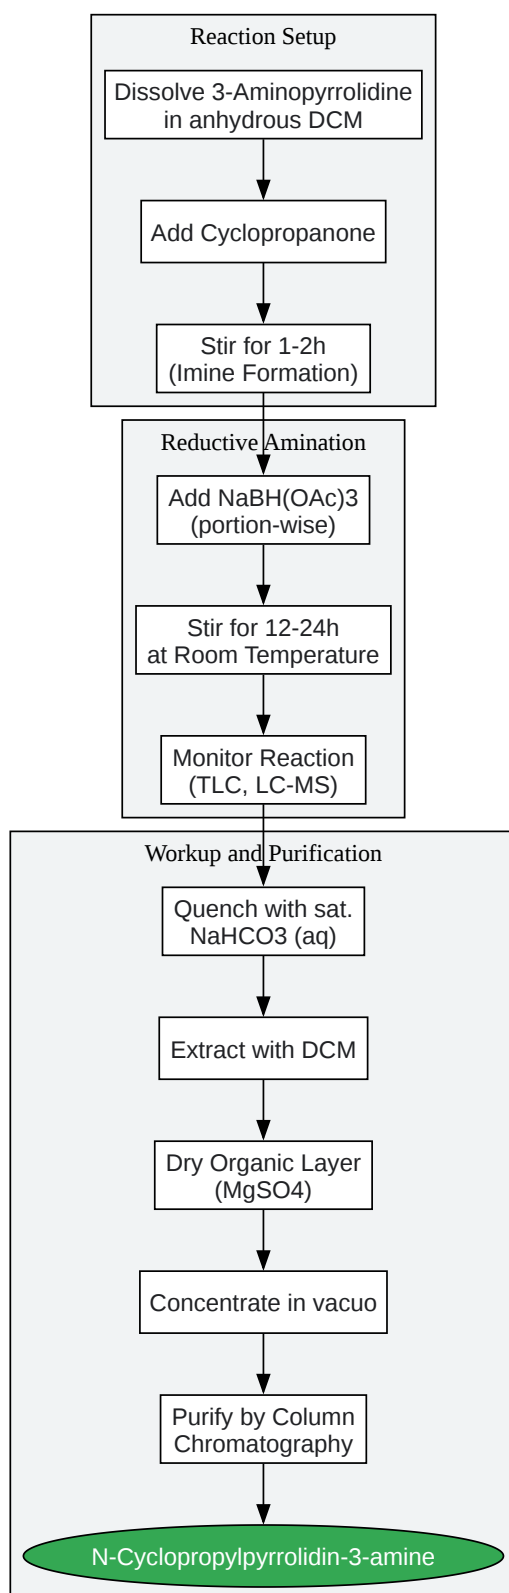 Reaction Setup
Dissolve 3-Aminopyrrolidine
in anhydrous DCM
Add Cyclopropanone
Stir for 1-2h
(Imine Formation)
Reductive Amination
Add NaBH(OAc)3
(portion-wise)
Stir for 12-24h
at Room Temperature
Monitor Reaction
(TLC, LC-MS)
Workup and Purification
Quench with sat.
NaHCO3 (aq)
Extract with DCM
Dry Organic Layer
(MgSO4)
Concentrate in vacuo
Purify by Column
Chromatography
N-Cyclopropylpyrrolidin-3-amine